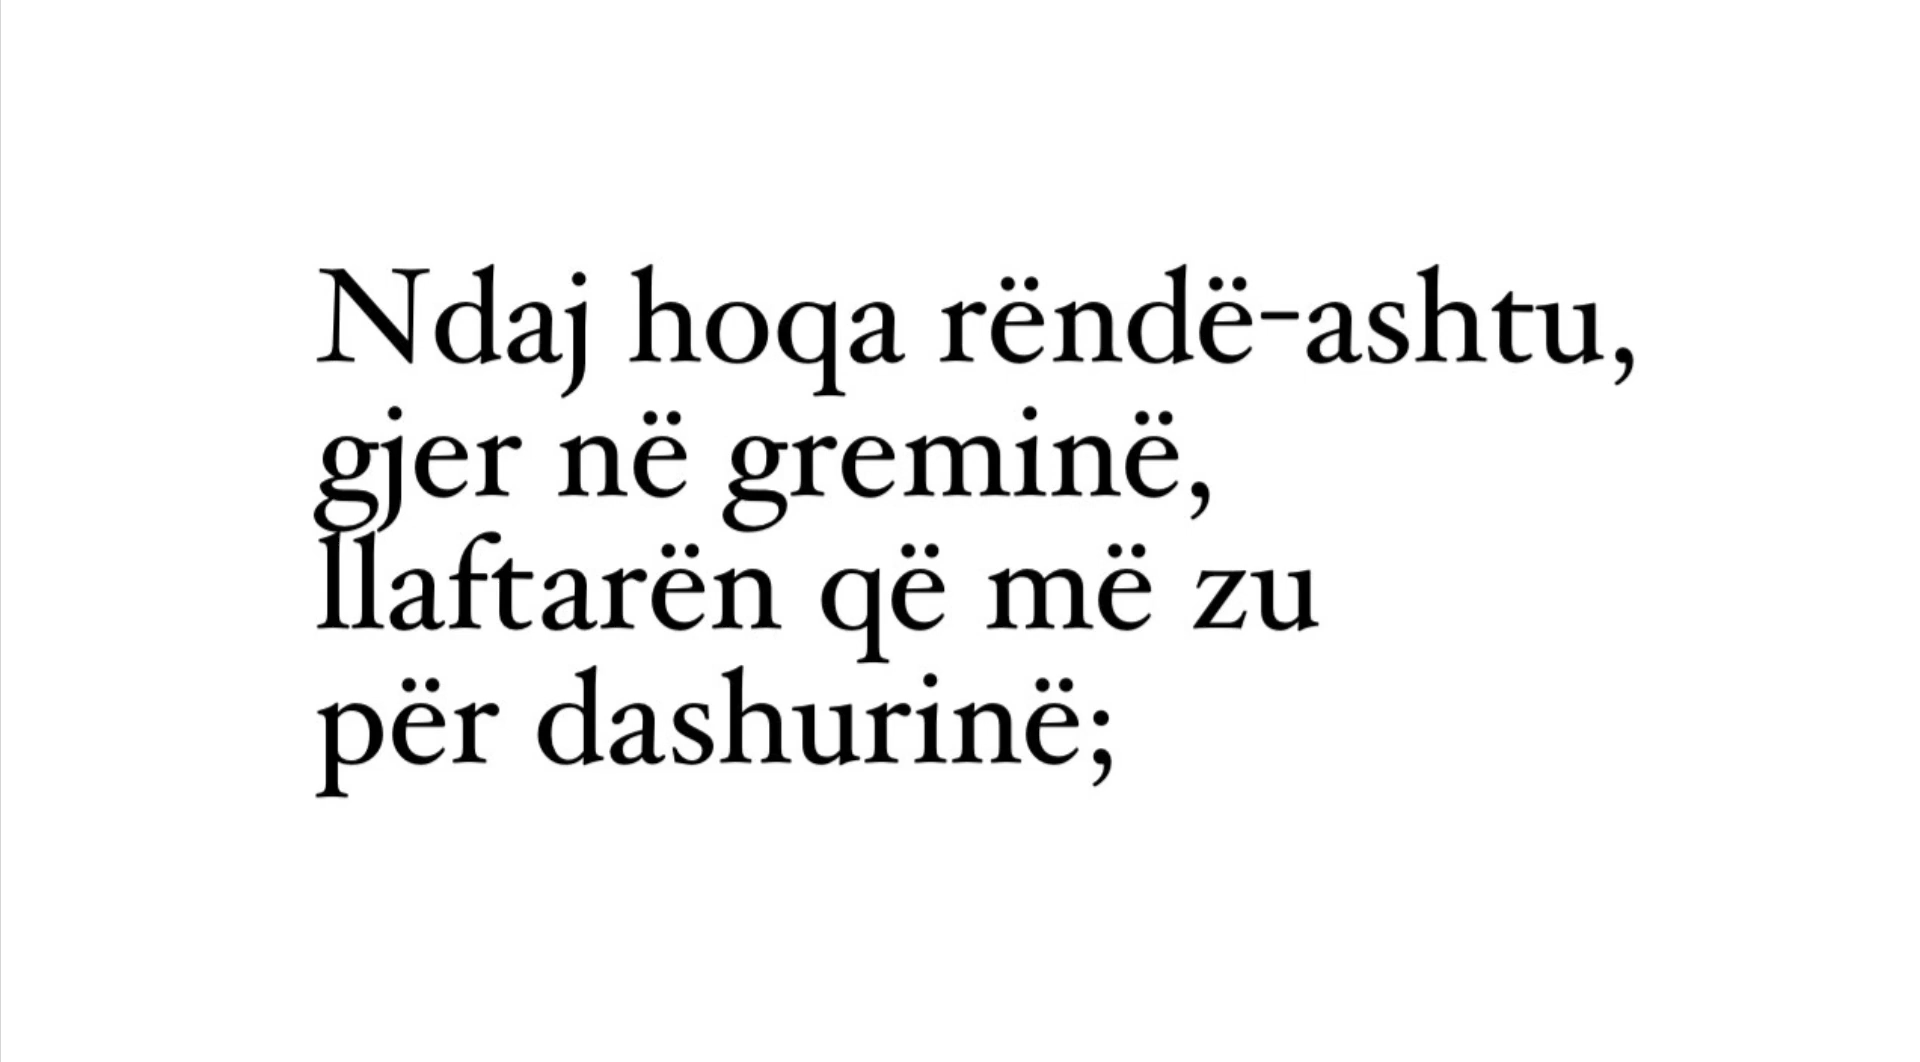 Ndaj hoqa rëndë-ashtu,
gjer në greminë,
llaftarën që më zu
për dashurinë;